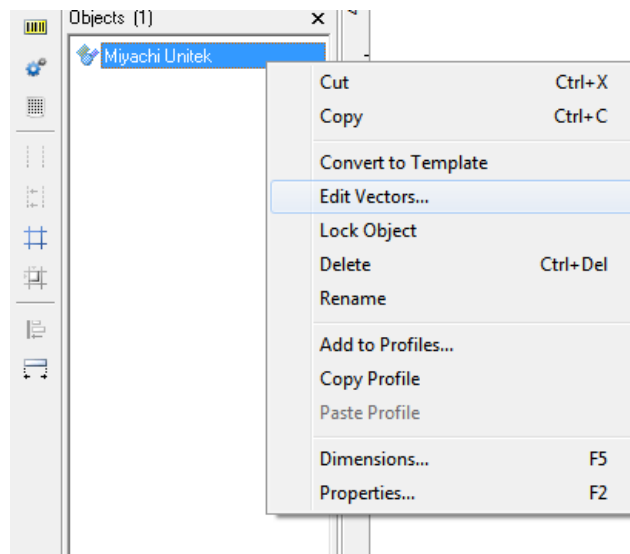 Objects (1)
Miyachi Unitek
Cut Ctrl+X
Copy Ctrl+C
Convert to Template
Edit Vectors...
Lock Object
Delete Ctrl+Del
Rename
Add to Profiles...
Copy Profile
Paste Profile
Dimensions... F5
Properties... F2